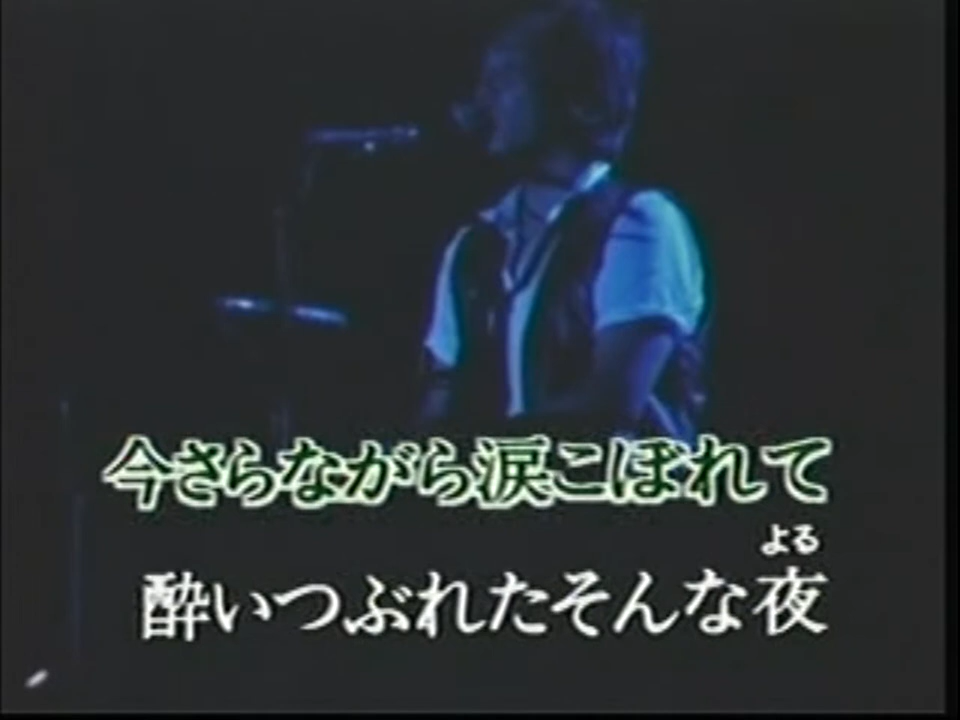 今さらながら涙こぼれて
よる
酔いつぶれたそんな夜